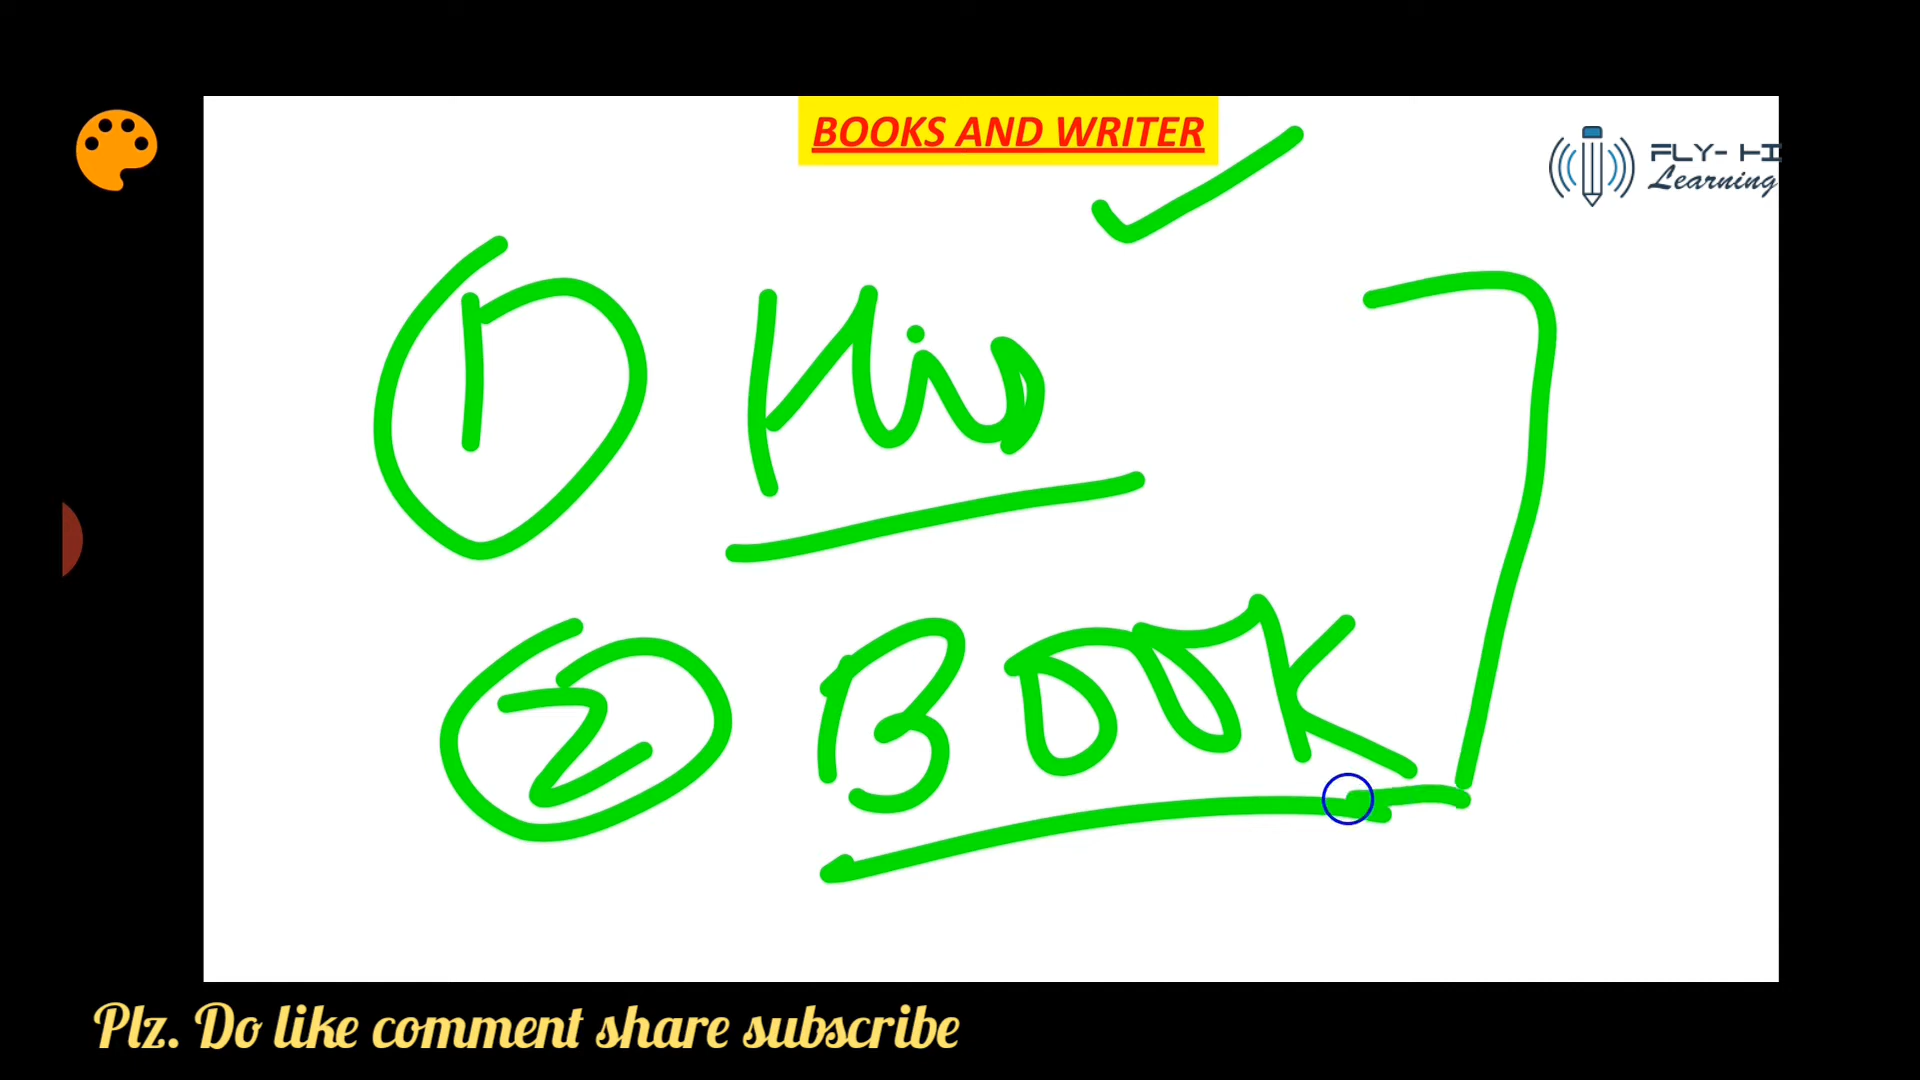 BOOKS AND WRITER
FLY-HI
Learning
1 His
2 BOOK
Plz. Do like comment share subscribe